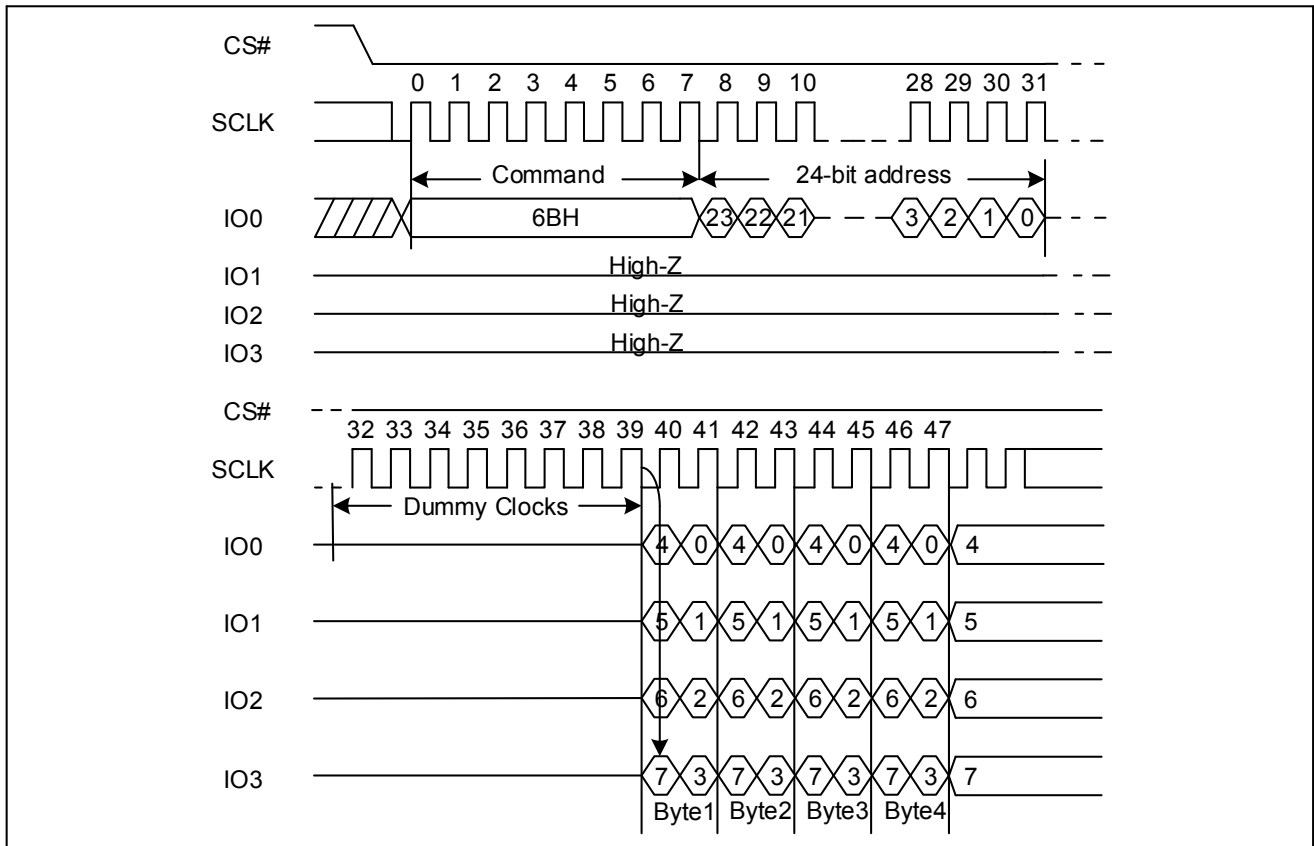 CS#
0 1 2 3 4 5 6 7 8 9 10 28 29 30 31
SCLK
Command 24-bit address
IO0 6BH 23 22 21 3 2 1 0
IO1 High-Z
IO2 High-Z
IO3 High-Z
CS#
32 33 34 35 36 37 38 39 40 41 42 43 44 45 46 47
SCLK
Dummy Clocks
IO0 4 0 4 0 4 0 4 0 4
IO1 5 1 5 1 5 1 5 1 5
IO2 6 2 6 2 6 2 6 2 6
IO3 7 3 7 3 7 3 7 3 7
Byte1 Byte2 Byte3 Byte4